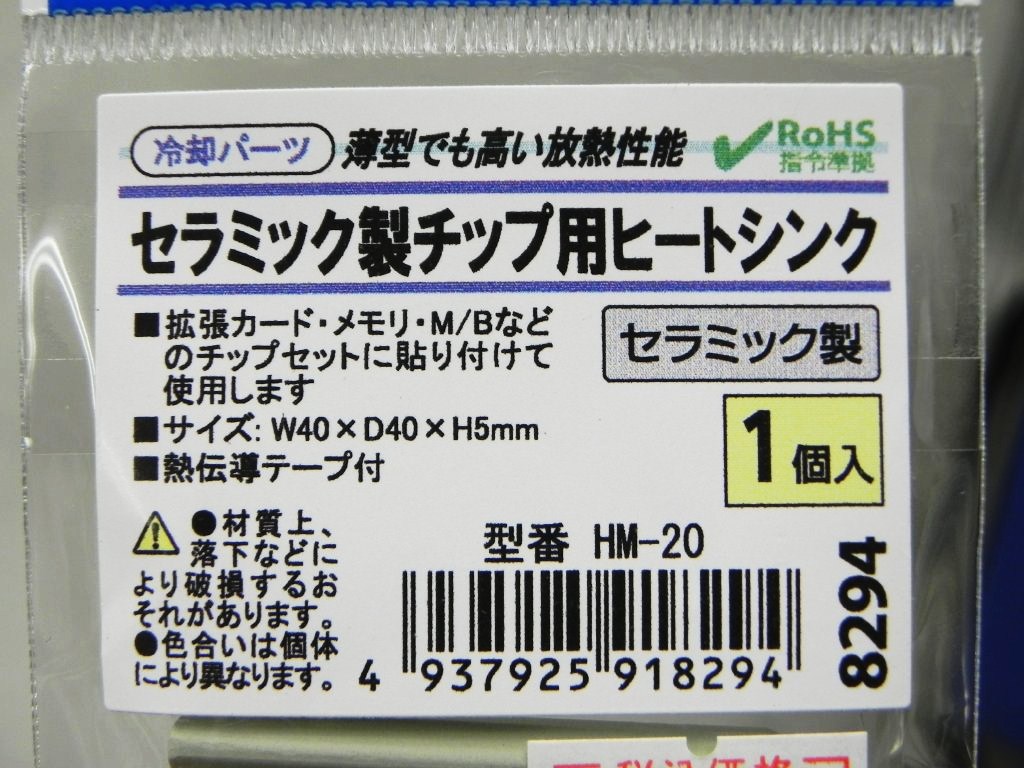 冷却パーツ 薄型でも高い放熱性能 RoHS
指令準拠
セラミック製チップ用ヒートシンク
■拡張カード・メモリ・M/Bなど
のチップセットに貼り付けて
使用します
セラミック製
■サイズ: W40×D40×H5mm
■熱伝導テープ付
1個入
●材質上、
落下などに
より破損するお
それがあります。
●色合いは個体
により異なります。
型番 HM-20
4 937925 918294
8294
税込価格